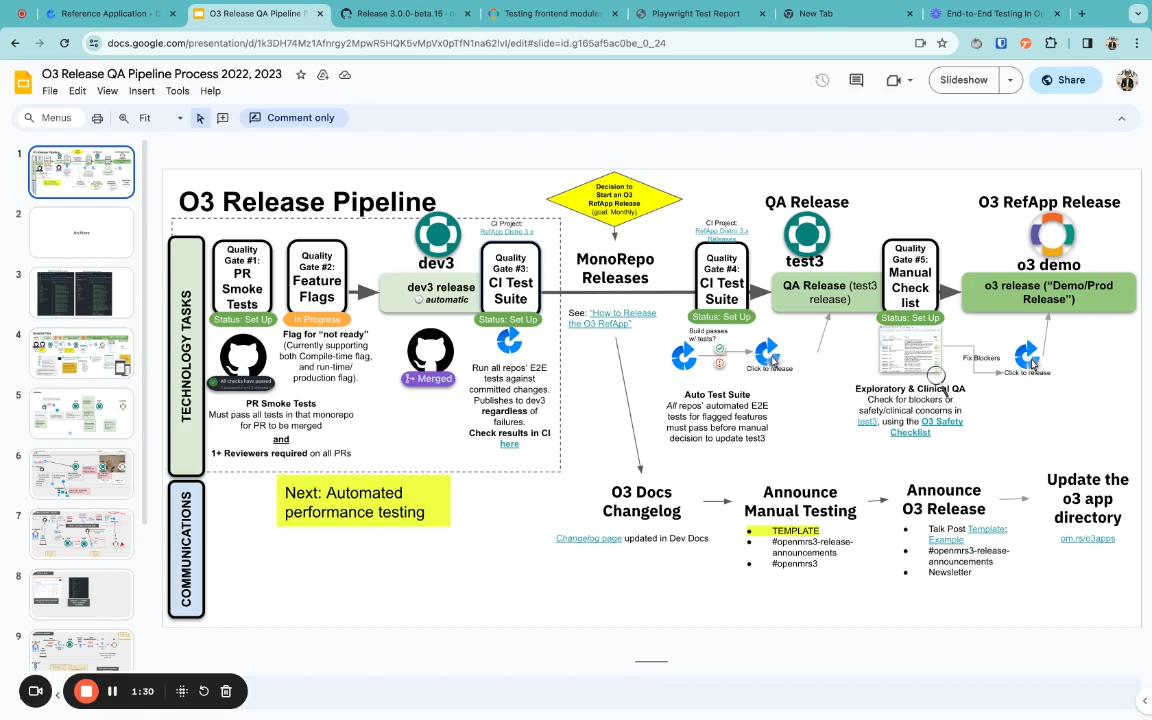 Reference Application - D
O3 Release QA Pipeline P
Release 3.0.0-beta.15 - o
Testing frontend modules
Playwright Test Report
New Tab
End-to-End Testing In Op
docs.google.com/presentation/d/1k3DH74Mz1Afnrgy2MpwR5HQK5vMpVx0pTfN1na62lvI/edit#slide=id.g165af5ac0be_0_24
O3 Release QA Pipeline Process 2022, 2023
File Edit View Insert Tools Help
Slideshow
Share
Menus
Fit
Comment only
1
2
3
4
5
6
7
8
9
O3 Release Pipeline
Decision to
Start an O3
RefApp Release
(goal: Monthly)
QA Release
O3 RefApp Release
TECHNOLOGY TASKS
Quality
Gate #1:
PR
Smoke
Tests
Status: Set Up
All checks have passed
PR Smoke Tests
Must pass all tests in that monorepo
for PR to be merged
and
1+ Reviewers required on all PRs
Quality
Gate #2:
Feature
Flags
In Progress
Flag for "not ready"
(Currently supporting
both Compile-time flag,
and run-time/
production flag).
dev3
dev3 release
automatic
Merged
CI Project:
RefApp Distro 3.x
Quality
Gate #3:
CI Test
Suite
Status: Set Up
Run all repos' E2E
tests against
committed changes.
Publishes to dev3
regardless of
failures.
Check results in CI
here
MonoRepo
Releases
See: "How to Release
the O3 RefApp"
CI Project:
RefApp Distro 3.x
Releases
Quality
Gate #4:
CI Test
Suite
Status: Set Up
Build passes
w/ tests?
Click to release
Auto Test Suite
All repos' automated E2E
tests for flagged features
must pass before manual
decision to update test3
test3
QA Release (test3
release)
Quality
Gate #5:
Manual
Check
list
Status: Set Up
Exploratory & Clinical QA
Check for blockers or
safety/clinical concerns in
test3, using the O3 Safety
Checklist
Fix Blockers
Click to release
o3 demo
o3 release ("Demo/Prod
Release")
Next: Automated
performance testing
COMMUNICATIONS
O3 Docs
Changelog
Changelog page updated in Dev Docs
Announce
Manual Testing
● TEMPLATE
● #openmrs3-release-
announcements
● #openmrs3
Announce
O3 Release
● Talk Post Template;
Example
● #openmrs3-release-
announcements
● Newsletter
Update the
o3 app
directory
om.rs/o3apps
1:30